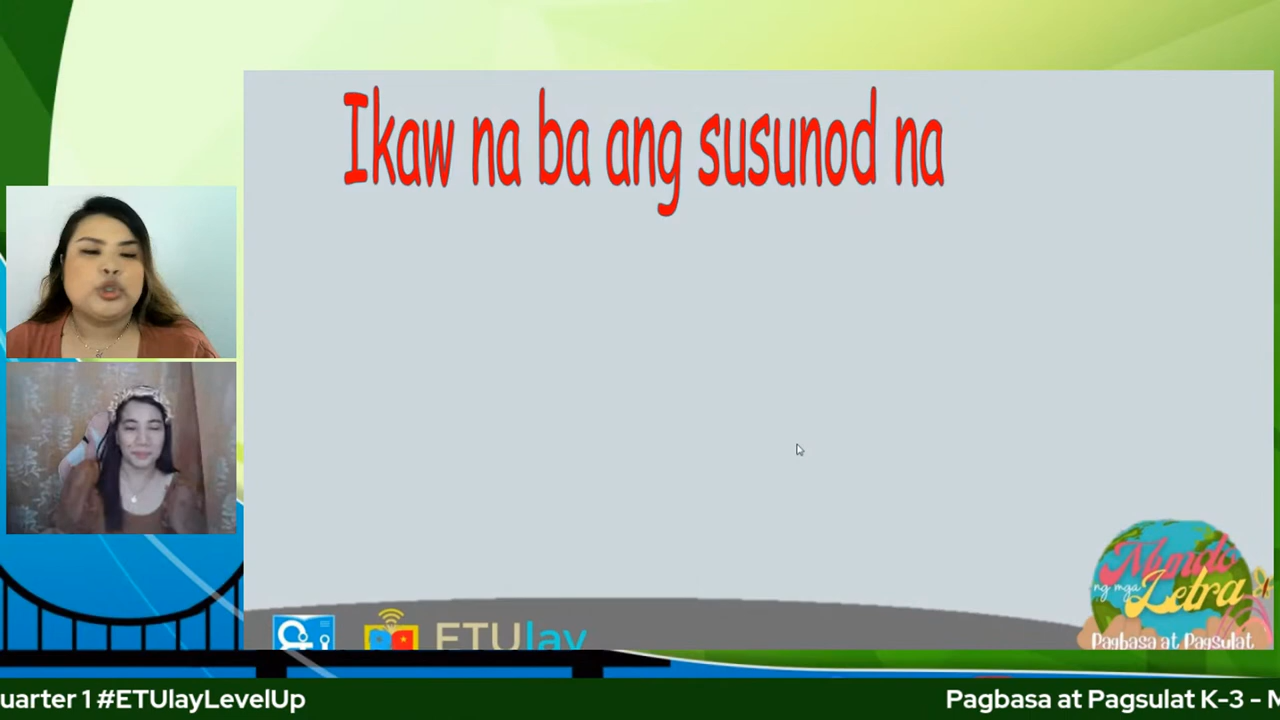 Ikaw na ba ang susunod na
Mundo
ng mga
Letra
Pagbasa at Pagsulat
ETUlay
uarter 1 #ETUlayLevelUp
Pagbasa at Pagsulat K-3 - M